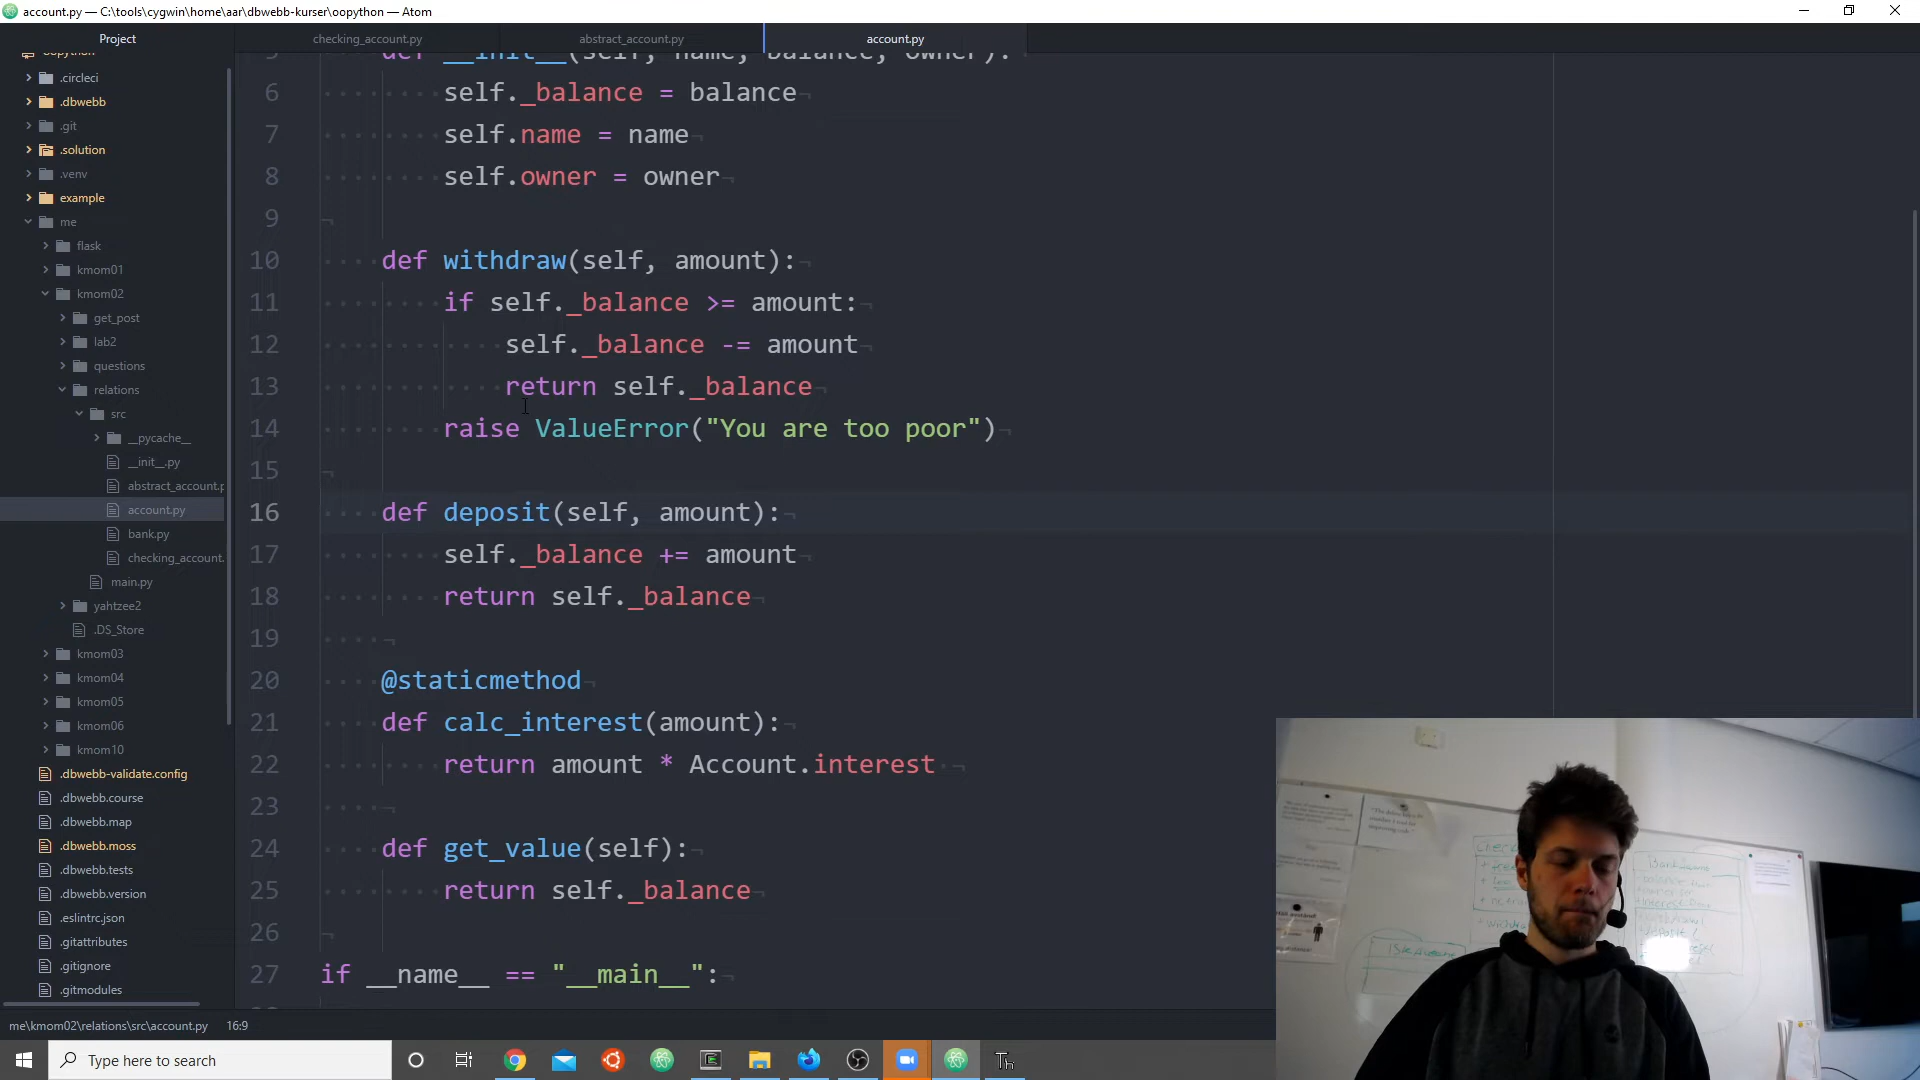 account.py — C:\tools\cygwin\home\aar\dbwebb-kurser\oopython — Atom
Project
checking_account.py
abstract_account.py
account.py
oopython
.circleci
.dbwebb
.git
.solution
.venv
example
me
flask
kmom01
kmom02
get_post
lab2
questions
relations
src
__pycache__
__init__.py
abstract_account.p
account.py
bank.py
checking_account.
main.py
yahtzee2
.DS_Store
kmom03
kmom04
kmom05
kmom06
kmom10
.dbwebb-validate.config
.dbwebb.course
.dbwebb.map
.dbwebb.moss
.dbwebb.tests
.dbwebb.version
.eslintrc.json
.gitattributes
.gitignore
.gitmodules
5 def __init__(self, name, balance, owner):
6 self._balance = balance
7 self.name = name
8 self.owner = owner
9
10 def withdraw(self, amount):
11 if self._balance >= amount:
12 self._balance -= amount
13 return self._balance
14 raise ValueError("You are too poor")
15
16 def deposit(self, amount):
17 self._balance += amount
18 return self._balance
19
20 @staticmethod
21 def calc_interest(amount):
22 return amount * Account.interest
23
24 def get_value(self):
25 return self._balance
26
27 if __name__ == "__main__":
me\kmom02\relations\src\account.py 16:9
Type here to search